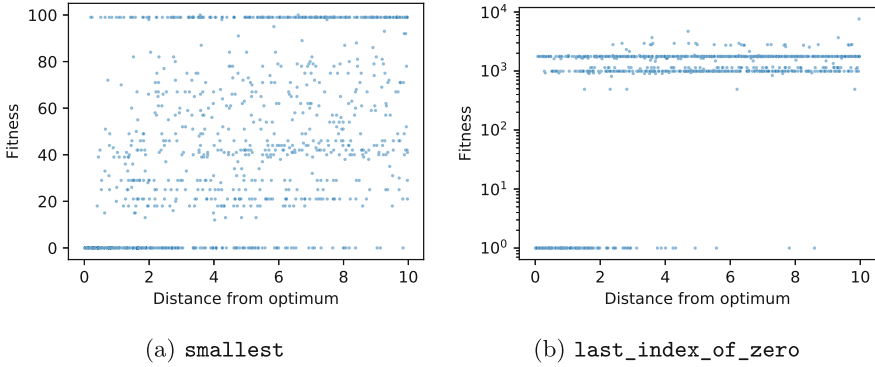 100
80
60
40
20
0
Fitness
0 2 4 6 8 10
Distance from optimum
(a) smallest
10^4
10^3
10^2
10^1
10^0
Fitness
0 2 4 6 8 10
Distance from optimum
(b) last_index_of_zero